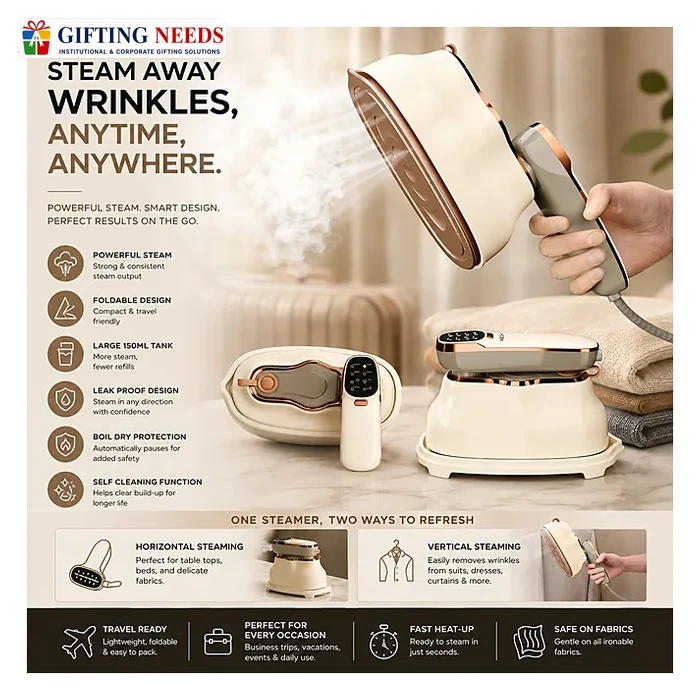 GIFTING NEEDS
INSTITUTIONAL & CORPORATE GIFTING SOLUTIONS
STEAM AWAY
WRINKLES,
ANYTIME,
ANYWHERE.
POWERFUL STEAM. SMART DESIGN.
PERFECT RESULTS ON THE GO.
POWERFUL STEAM
Strong & consistent
steam output
FOLDABLE DESIGN
Compact & travel
friendly
LARGE 150ML TANK
More steam,
fewer refills
LEAK PROOF DESIGN
Steam in any direction
with confidence
BOIL DRY PROTECTION
Automatically pauses for
added safety
SELF CLEANING FUNCTION
Helps clear build-up for
longer life
ONE STEAMER, TWO WAYS TO REFRESH
HORIZONTAL STEAMING
Perfect for table tops,
beds, and delicate
fabrics.
VERTICAL STEAMING
Easily removes wrinkles
from suits, dresses,
curtains & more.
TRAVEL READY
Lightweight, foldable
& easy to pack.
PERFECT FOR
EVERY OCCASION
Business trips, vacations,
events & daily use.
FAST HEAT-UP
Ready to steam in
just seconds.
SAFE ON FABRICS
Gentle on all ironable
fabrics.